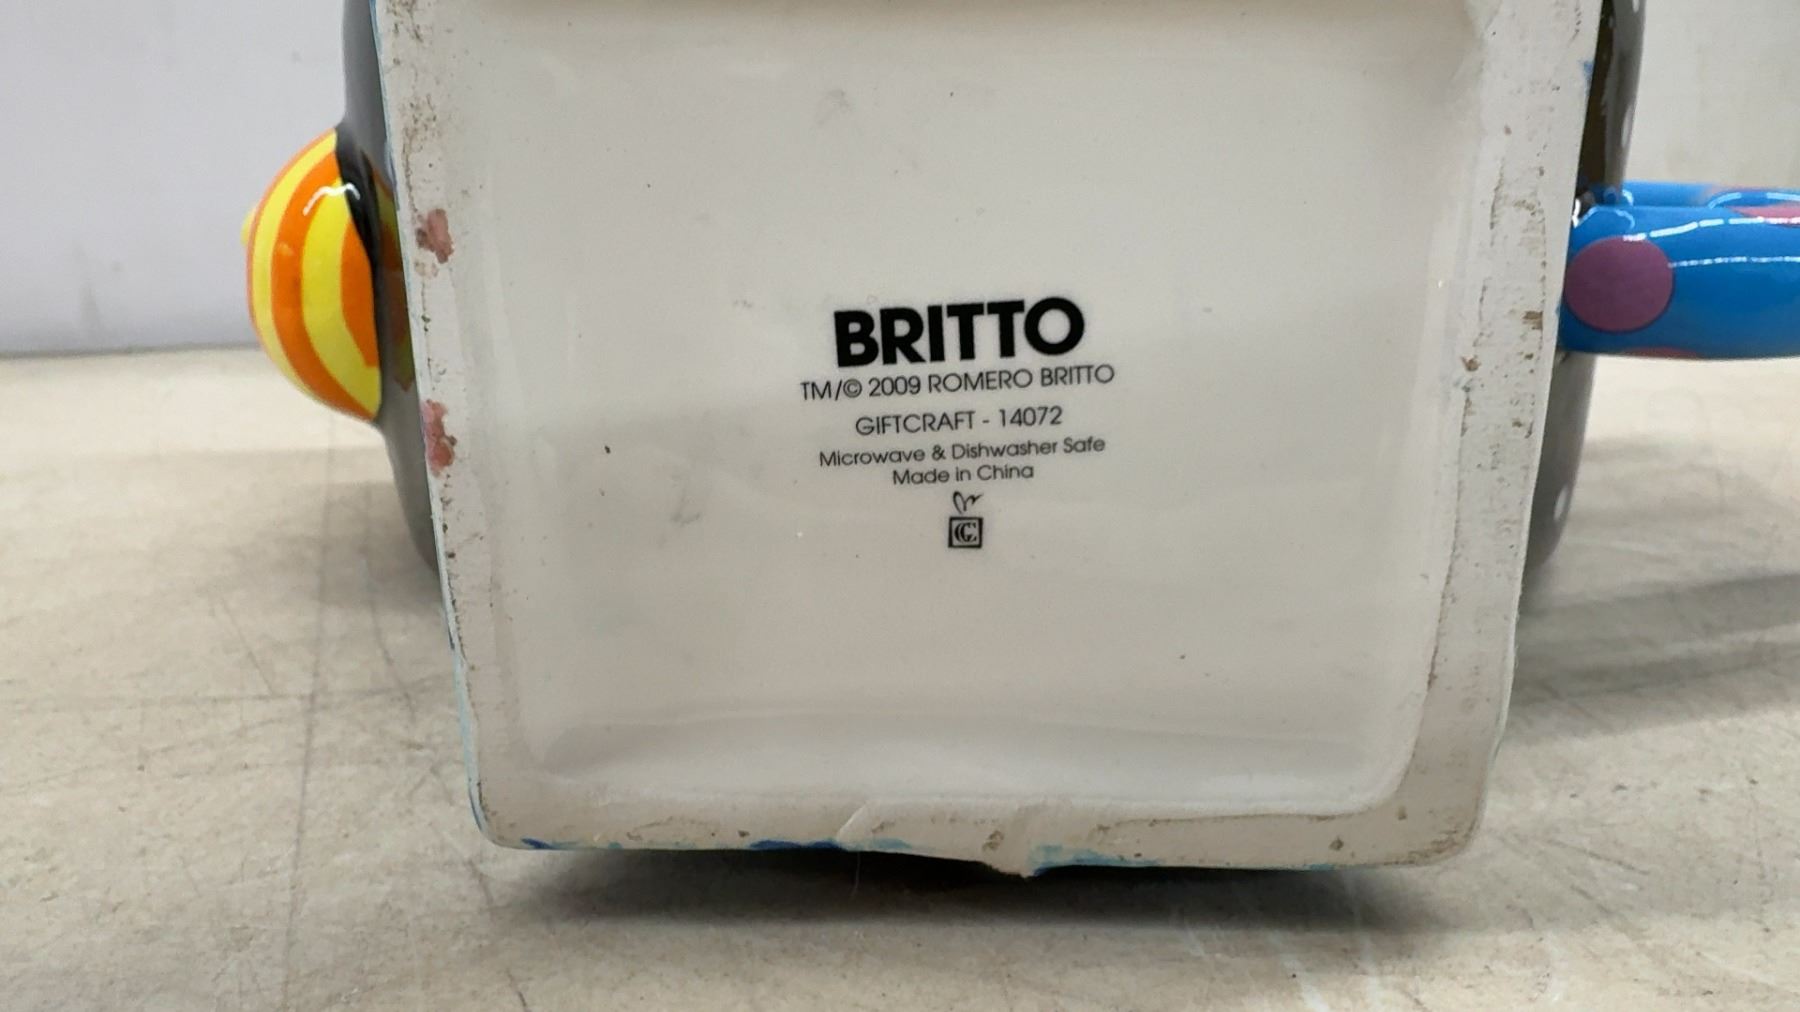 BRITTO
TM/© 2009 ROMERO BRITTO
GIFTCRAFT - 14072
Microwave & Dishwasher Safe
Made in China